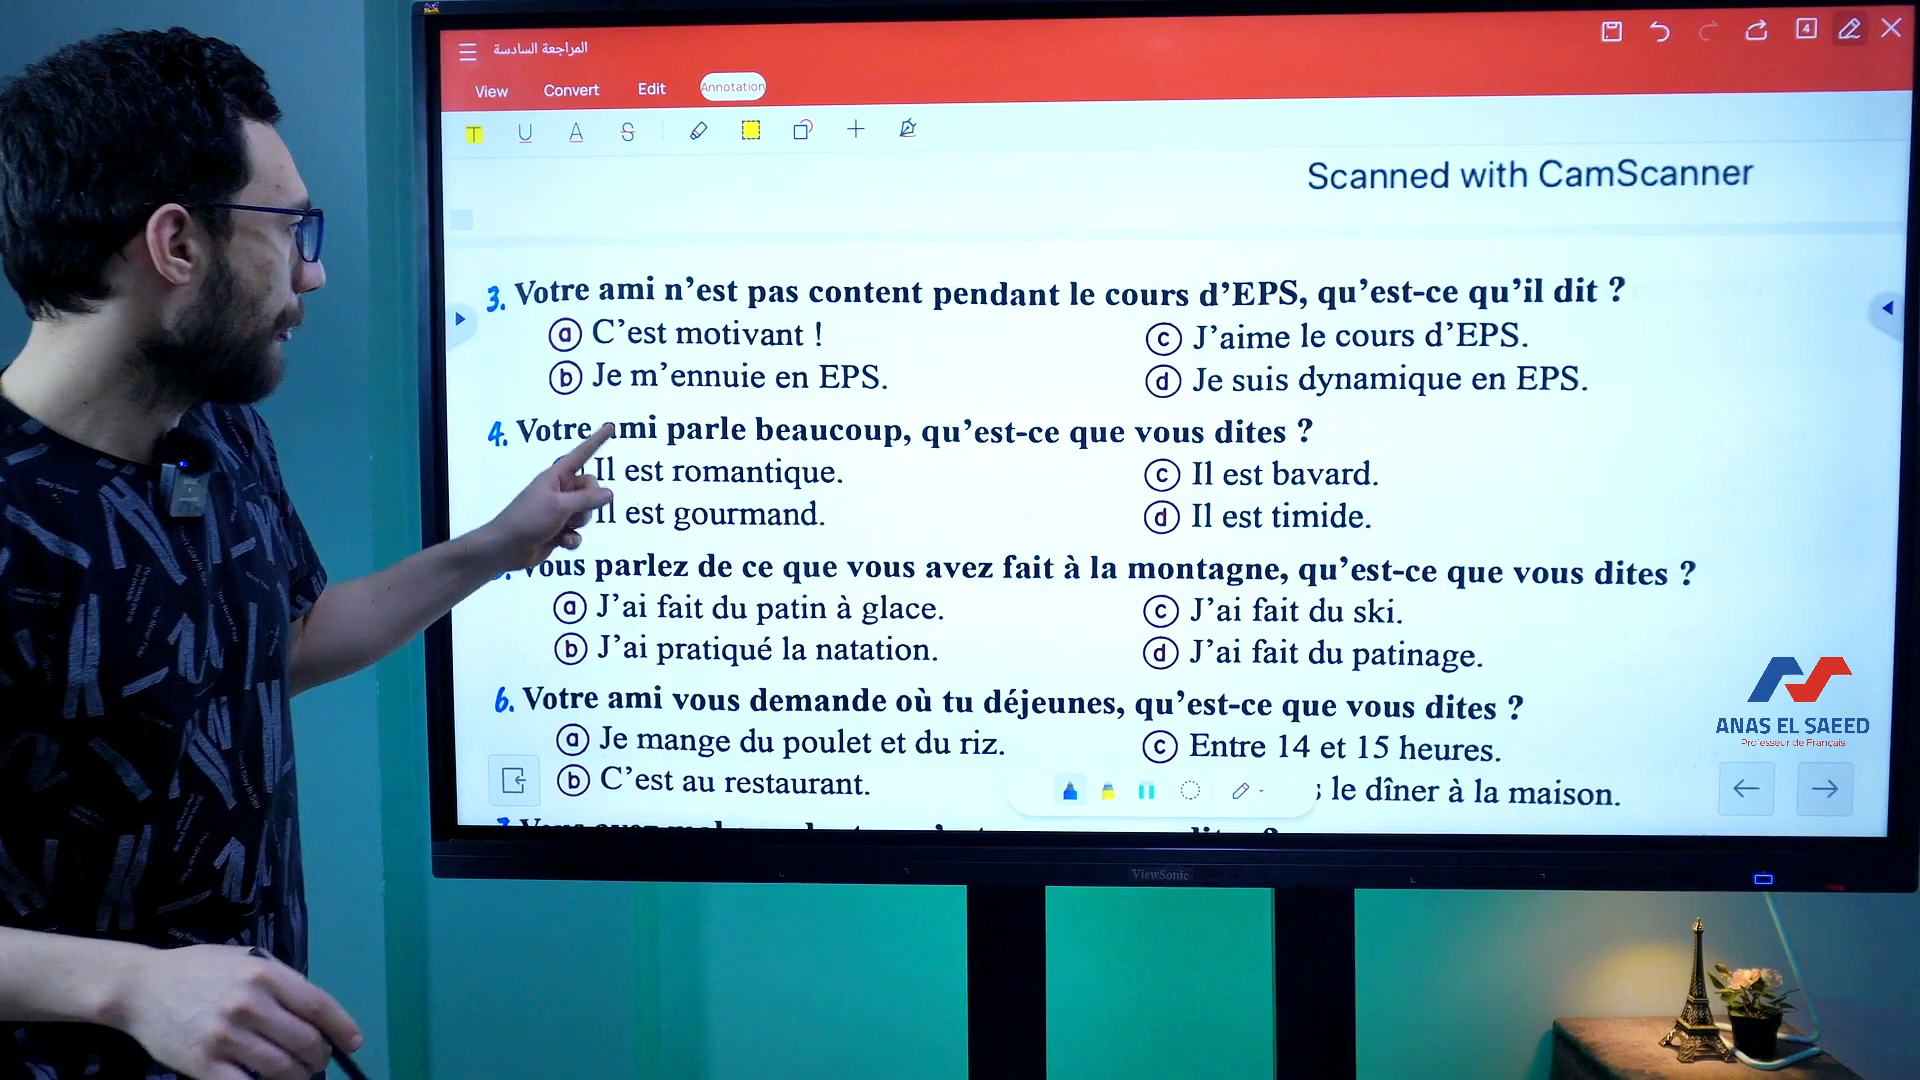 المراجعة السادسة
4
View Convert Edit Annotation
T U A S
Scanned with CamScanner
3. Votre ami n'est pas content pendant le cours d'EPS, qu'est-ce qu'il dit ?
a C'est motivant !
c J'aime le cours d'EPS.
b Je m'ennuie en EPS.
d Je suis dynamique en EPS.
4. Votre ami parle beaucoup, qu'est-ce que vous dites ?
Il est romantique.
c Il est bavard.
Il est gourmand.
d Il est timide.
Vous parlez de ce que vous avez fait à la montagne, qu'est-ce que vous dites ?
a J'ai fait du patin à glace.
c J'ai fait du ski.
b J'ai pratiqué la natation.
d J'ai fait du patinage.
6. Votre ami vous demande où tu déjeunes, qu'est-ce que vous dites ?
a Je mange du poulet et du riz.
c Entre 14 et 15 heures.
b C'est au restaurant.
le dîner à la maison.
ANAS EL SAEED
Professeur de Français
ViewSonic